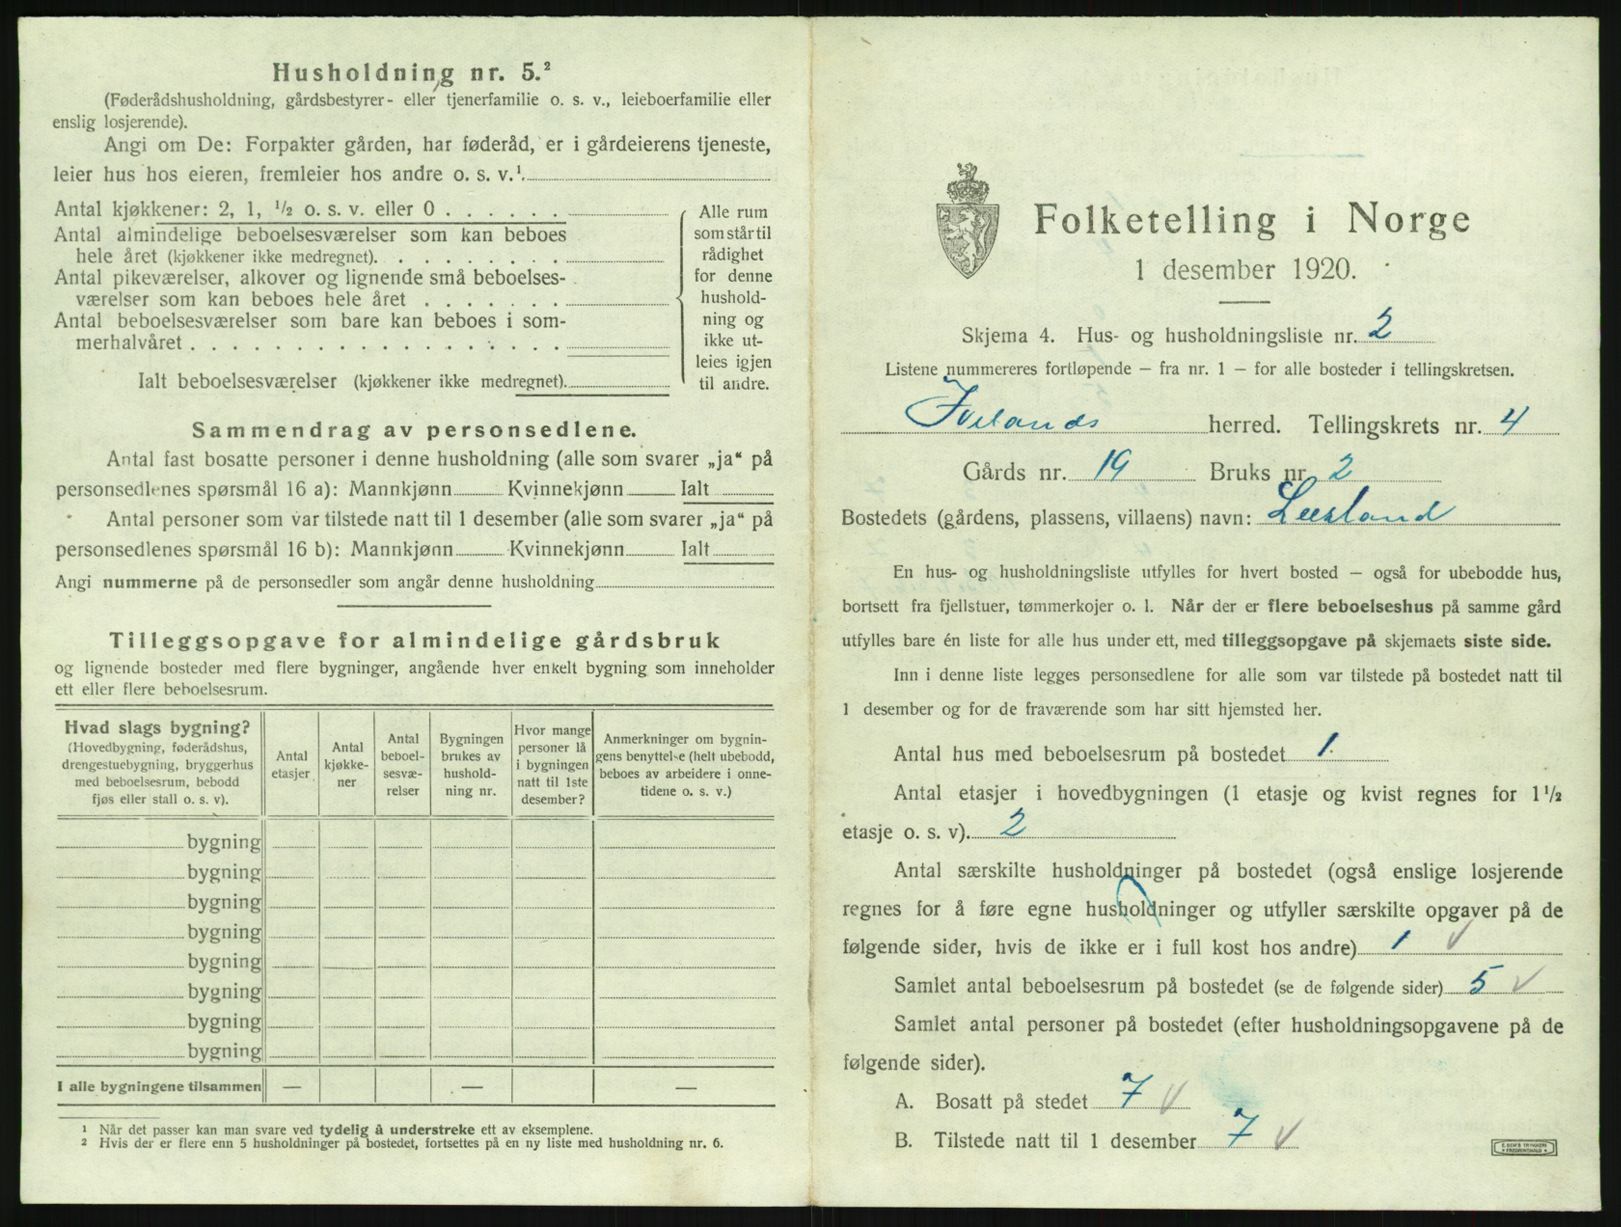 Husholdning nr. 5.²
(Føderådshusholdning, gårdsbestyrer- eller tjenerfamilie o. s. v., leieboerfamilie eller
enslig losjerende).
Angi om De: Forpakter gården, har føderåd, er i gårdeierens tjeneste,
leier hus hos eieren, fremleier hos andre o. s. v.¹.
Antal kjøkkener: 2, 1, ½ o. s. v. eller 0 . . . . . .
Antal almindelige beboelsesværelser som kan beboes
hele året (kjøkkener ikke medregnet). . . . . . . . .
Antal pikeværelser, alkover og lignende små beboelses-
værelser som kan beboes hele året . . . . . . .
Antal beboelsesværelser som bare kan beboes i som-
merhalvåret . . . . . . . . . . . . . . . . . .
Ialt beboelsesværelser (kjøkkener ikke medregnet).
Alle rum
som står til
rådighet
for denne
hushold-
ning og
ikke ut-
leies igjen
til andre.
Sammendrag av personsedlene.
Antal fast bosatte personer i denne husholdning (alle som svarer „ja“ på
personsedlenes spørsmål 16 a): Mannkjønn Kvinnekjønn Ialt
Antal personer som var tilstede natt til 1 desember (alle som svarer „ja“ på
personsedlenes spørsmål 16 b): Mannkjønn Kvinnekjønn Ialt
Angi nummerne på de personsedler som angår denne husholdning
Tilleggsopgave for almindelige gårdsbruk
og lignende bosteder med flere bygninger, angående hver enkelt bygning som inneholder
ett eller flere beboelsesrum.
Hvad slags bygning?
(Hovedbygning, føderådshus,
drengestuebygning, bryggerhus
med beboelsesrum, bebodd
fjøs eller stall o. s. v).
Antal
etasjer
Antal
kjøkke-
ner
Antal
beboel-
sesvæ-
relser
Bygningen
brukes av
hushold-
ning nr.
Hvor mange
personer lå
i bygningen
natt til 1ste
desember?
Anmerkninger om bygnin-
gens benyttelse (helt ubebodd,
beboes av arbeidere i onne-
tidene o. s. v.)
bygning
bygning
bygning
bygning
bygning
bygning
bygning
bygning
I alle bygningene tilsammen — — —
¹ Når det passer kan man svare ved tydelig å understreke ett av eksemplene.
² Hvis der er flere enn 5 husholdninger på bostedet, fortsettes på en ny liste med husholdning nr. 6.
Folketelling i Norge
1 desember 1920.
Skjema 4. Hus- og husholdningsliste nr. 2
Listene nummereres fortløpende — fra nr. 1 — for alle bosteder i tellingskretsen.
Ivelands herred. Tellingskrets nr. 4
Gårds nr. 19 Bruks nr. 2
Bostedets (gårdens, plassens, villaens) navn:
En hus- og husholdningsliste utfylles for hvert bosted — også for ubebodde hus,
bortsett fra fjellstuer, tømmerkojer o. l. Når der er flere beboelseshus på samme gård
utfylles bare én liste for alle hus under ett, med tilleggsopgave på skjemaets siste side.
Inn i denne liste legges personsedlene for alle som var tilstede på bostedet natt til
1 desember og for de fraværende som har sitt hjemsted her.
Antal hus med beboelsesrum på bostedet 1.
Antal etasjer i hovedbygningen (1 etasje og kvist regnes for 1½
etasje o. s. v). 2
Antal særskilte husholdninger på bostedet (også enslige losjerende
regnes for å føre egne husholdninger og utfyller særskilte opgaver på de
følgende sider, hvis de ikke er i full kost hos andre) 1 ✓
Samlet antal beboelsesrum på bostedet (se de følgende sider) 5 ✓
Samlet antal personer på bostedet (efter husholdningsopgavene på de
følgende sider).
A. Bosatt på stedet 7 ✓
B. Tilstede natt til 1 desember 7 ✓